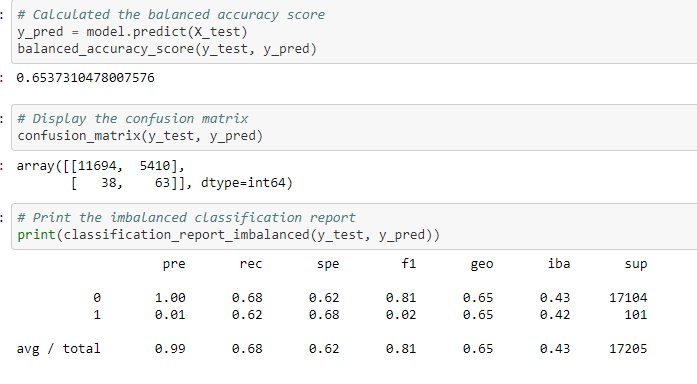 : # Calculated the balanced accuracy score
y_pred = model.predict(X_test)
balanced_accuracy_score(y_test, y_pred)
: 0.6537310478007576
: # Display the confusion matrix
confusion_matrix(y_test, y_pred)
: array([[11694, 5410],
[ 38, 63]], dtype=int64)
: # Print the imbalanced classification report
print(classification_report_imbalanced(y_test, y_pred))
pre rec spe f1 geo iba sup
0 1.00 0.68 0.62 0.81 0.65 0.43 17104
1 0.01 0.62 0.68 0.02 0.65 0.42 101
avg / total 0.99 0.68 0.62 0.81 0.65 0.43 17205